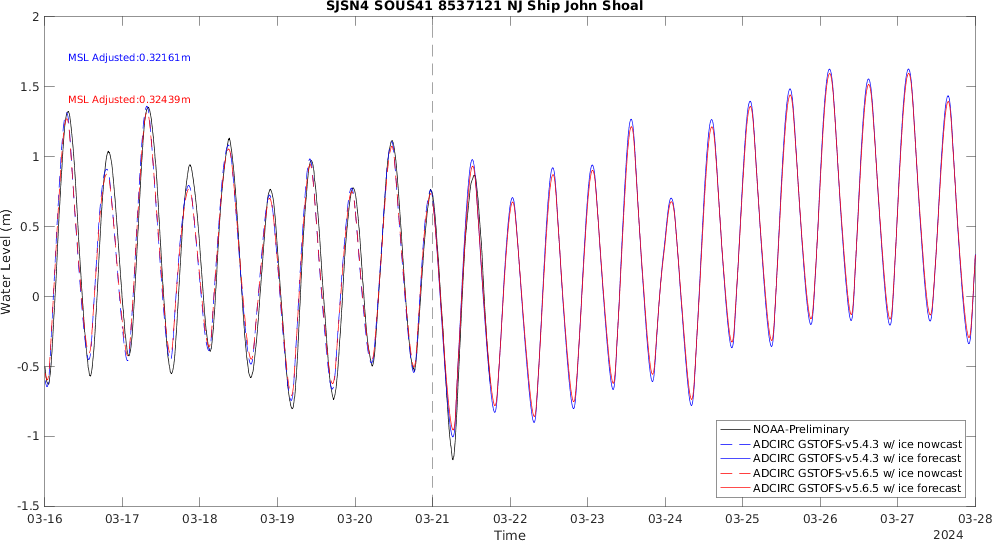 SJSN4 SOUS41 8537121 NJ Ship John Shoal
MSL Adjusted:0.32161m
MSL Adjusted:0.32439m
Water Level (m)
2
1.5
1
0.5
0
-0.5
-1
-1.5
NOAA-Preliminary
ADCIRC GSTOFS-v5.4.3 w/ ice nowcast
ADCIRC GSTOFS-v5.4.3 w/ ice forecast
ADCIRC GSTOFS-v5.6.5 w/ ice nowcast
ADCIRC GSTOFS-v5.6.5 w/ ice forecast
03-16 03-17 03-18 03-19 03-20 03-21 03-22 03-23 03-24 03-25 03-26 03-27 03-28
Time
2024